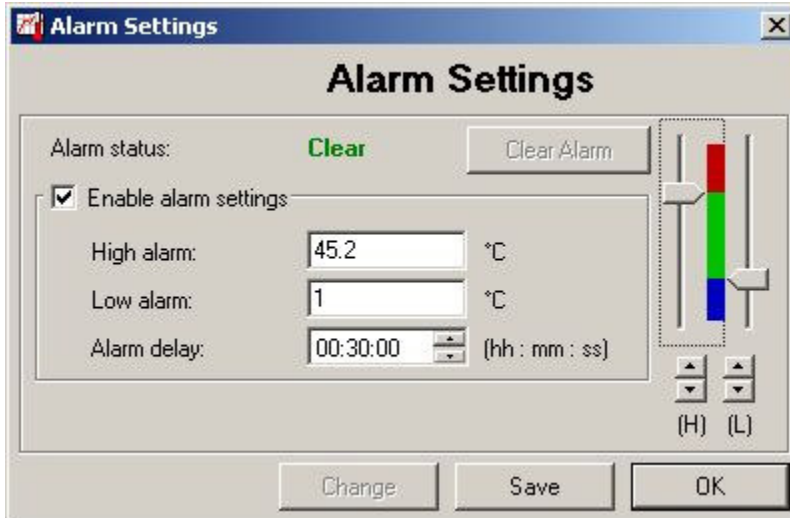 Alarm Settings
Alarm Settings
Alarm status: Clear Clear Alarm
Enable alarm settings
High alarm: 45.2 °C
Low alarm: 1 °C
Alarm delay: 00:30:00 (hh : mm : ss)
(H) (L)
Change Save OK